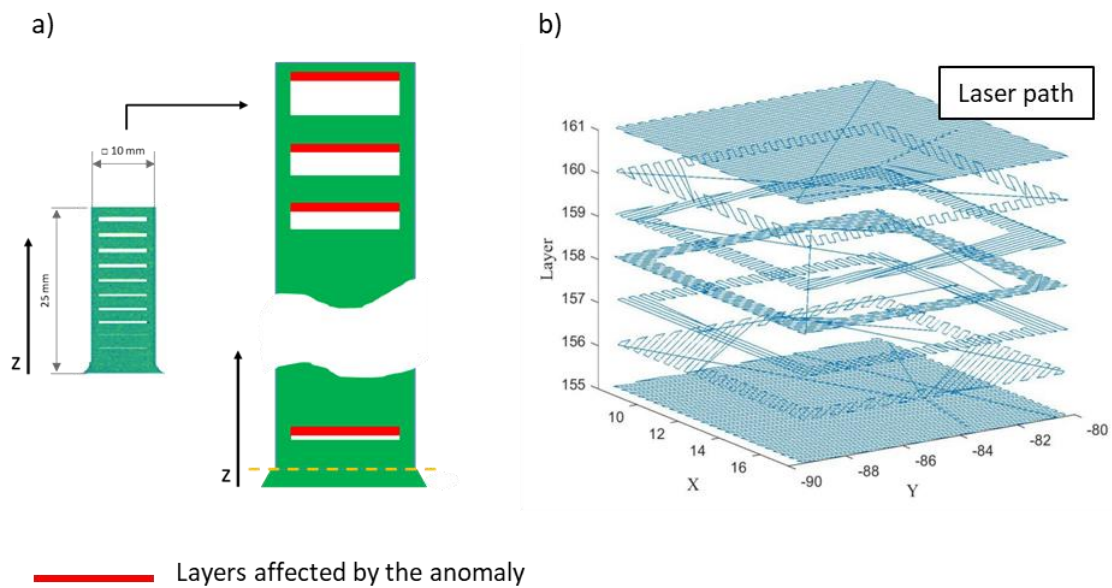 a)
□ 10 mm
25 mm
Z
Z
Layers affected by the anomaly
b)
Laser path
161
160
159
158
157
156
155
Layer
10
12
14
16
X
-90
-88
-86
-84
-82
-80
Y